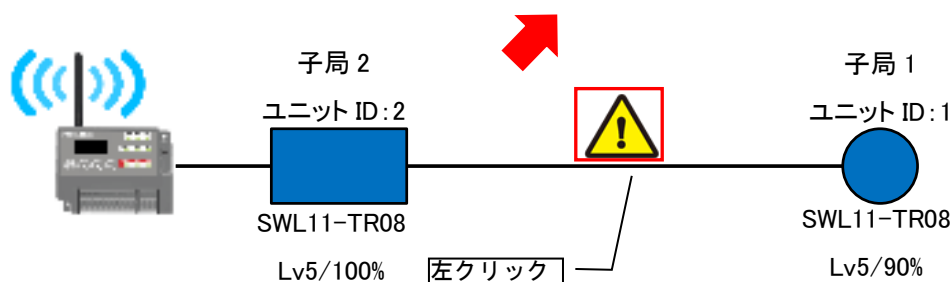 子局 2
ユニット ID:2
SWL11-TR08
Lv5/100%
左クリック
子局 1
ユニット ID:1
SWL11-TR08
Lv5/90%